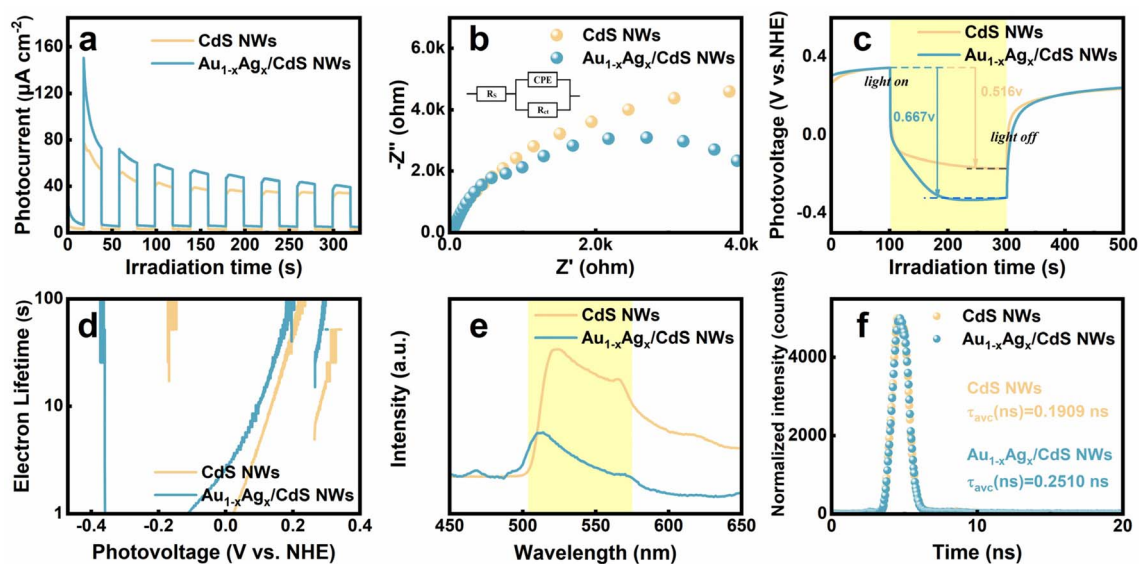 a
CdS NWs
Au1-xAgx/CdS NWs
160
120
80
40
0
0 50 100 150 200 250 300
Photocurrent (μA cm-2)
Irradiation time (s)
b
CdS NWs
Au1-xAgx/CdS NWs
CPE
Rs
Rct
6.0k
4.0k
2.0k
0.0
0.0 2.0k 4.0k
-Z'' (ohm)
Z' (ohm)
c
CdS NWs
Au1-xAgx/CdS NWs
light on
0.516v
0.667v
light off
0.4
0.0
-0.4
0 100 200 300 400 500
Photovoltage (V vs.NHE)
Irradiation time (s)
d
CdS NWs
Au1-xAgx/CdS NWs
100
10
1
-0.4 -0.2 0.0 0.2 0.4
Electron Lifetime (s)
Photovoltage (V vs. NHE)
e
CdS NWs
Au1-xAgx/CdS NWs
450 500 550 600 650
Intensity (a.u.)
Wavelength (nm)
f
CdS NWs
Au1-xAgx/CdS NWs
CdS NWs
τavc(ns)=0.1909 ns
Au1-xAgx/CdS NWs
τavc(ns)=0.2510 ns
4000
2000
0
0 10 20
Normalized intensity (counts)
Time (ns)